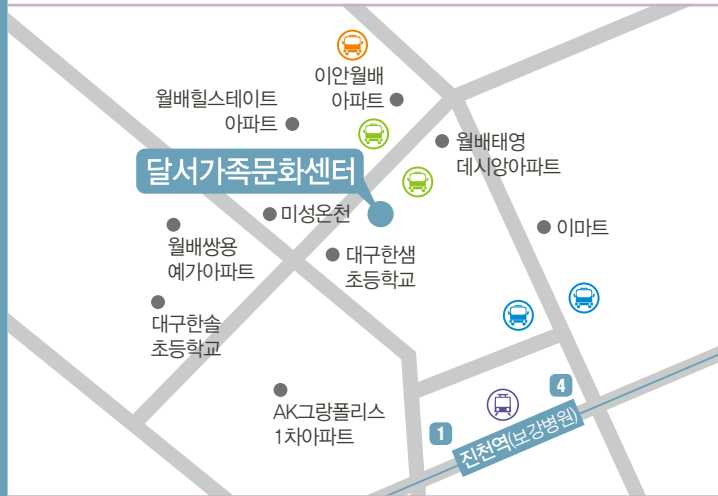 이안월배
아파트
월배힐스테이트
아파트
월배태영
데시앙아파트
달서가족문화센터
미성온천
이마트
월배쌍용
예가아파트
대구한샘
초등학교
대구한솔
초등학교
4
AK그랑폴리스
1차아파트
1
진천역(보강병원)